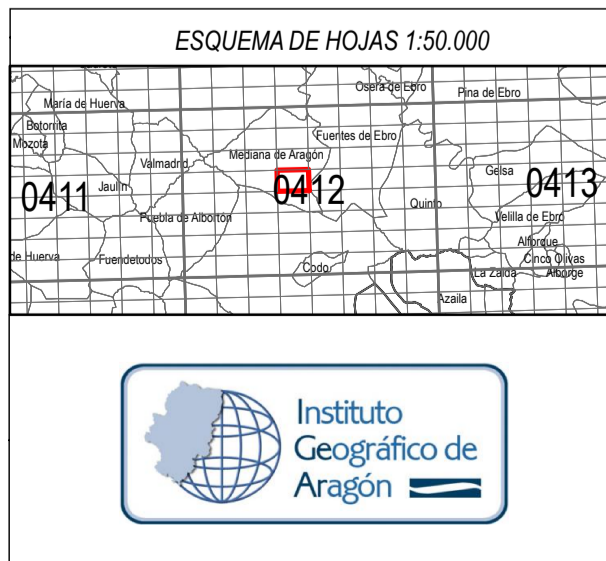 ESQUEMA DE HOJAS 1:50.000
Osera de Ebro
Pina de Ebro
María de Huerva
Botorrita
Mozota
Fuentes de Ebro
Mediana de Aragón
Valmadrid
Jaulín
Gelsa
0411
0412
0413
Quinto
Puebla de Albortón
Velilla de Ebro
Alforque
Cinco Olivas
de Huerva
Fuendetodos
Codo
La Zaida
Alborge
Azaila
Instituto
Geográfico de
Aragón